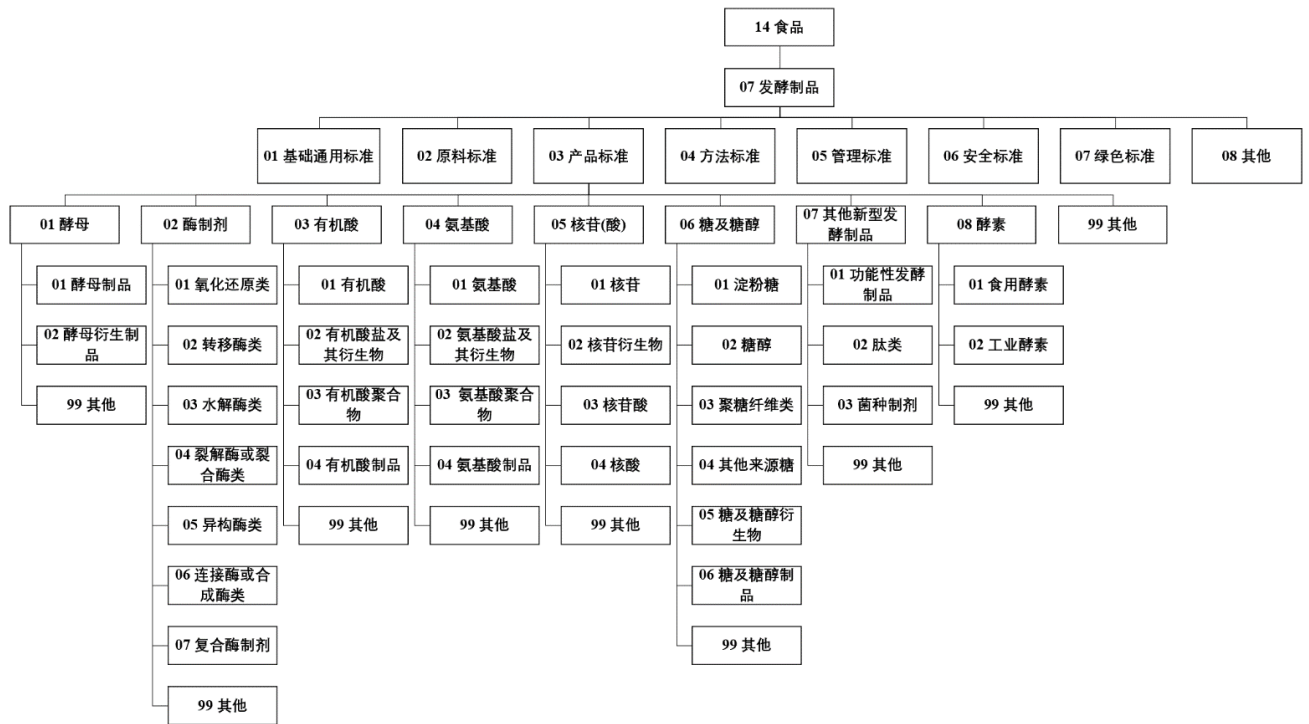 14 食品
07 发酵制品
01 基础通用标准
02 原料标准
03 产品标准
04 方法标准
05 管理标准
06 安全标准
07 绿色标准
08 其他
01 酵母
01 酵母制品
02 酵母衍生制
品
99 其他
02 酶制剂
01 氧化还原类
02 转移酶类
03 水解酶类
04 裂解酶或裂
合酶类
05 异构酶类
06 连接酶或合
成酶类
07 复合酶制剂
99 其他
03 有机酸
01 有机酸
02 有机酸盐及
其衍生物
03 有机酸聚合
物
04 有机酸制品
99 其他
04 氨基酸
01 氨基酸
02 氨基酸盐及
其衍生物
03 氨基酸聚合
物
04 氨基酸制品
99 其他
05 核苷(酸)
01 核苷
02 核苷衍生物
03 核苷酸
04 核酸
99 其他
06 糖及糖醇
01 淀粉糖
02 糖醇
03 聚糖纤维类
04 其他来源糖
05 糖及糖醇衍
生物
06 糖及糖醇制
品
99 其他
07 其他新型发
酵制品
01 功能性发酵
制品
02 肽类
03 菌种制剂
99 其他
08 酵素
01 食用酵素
02 工业酵素
99 其他
99 其他